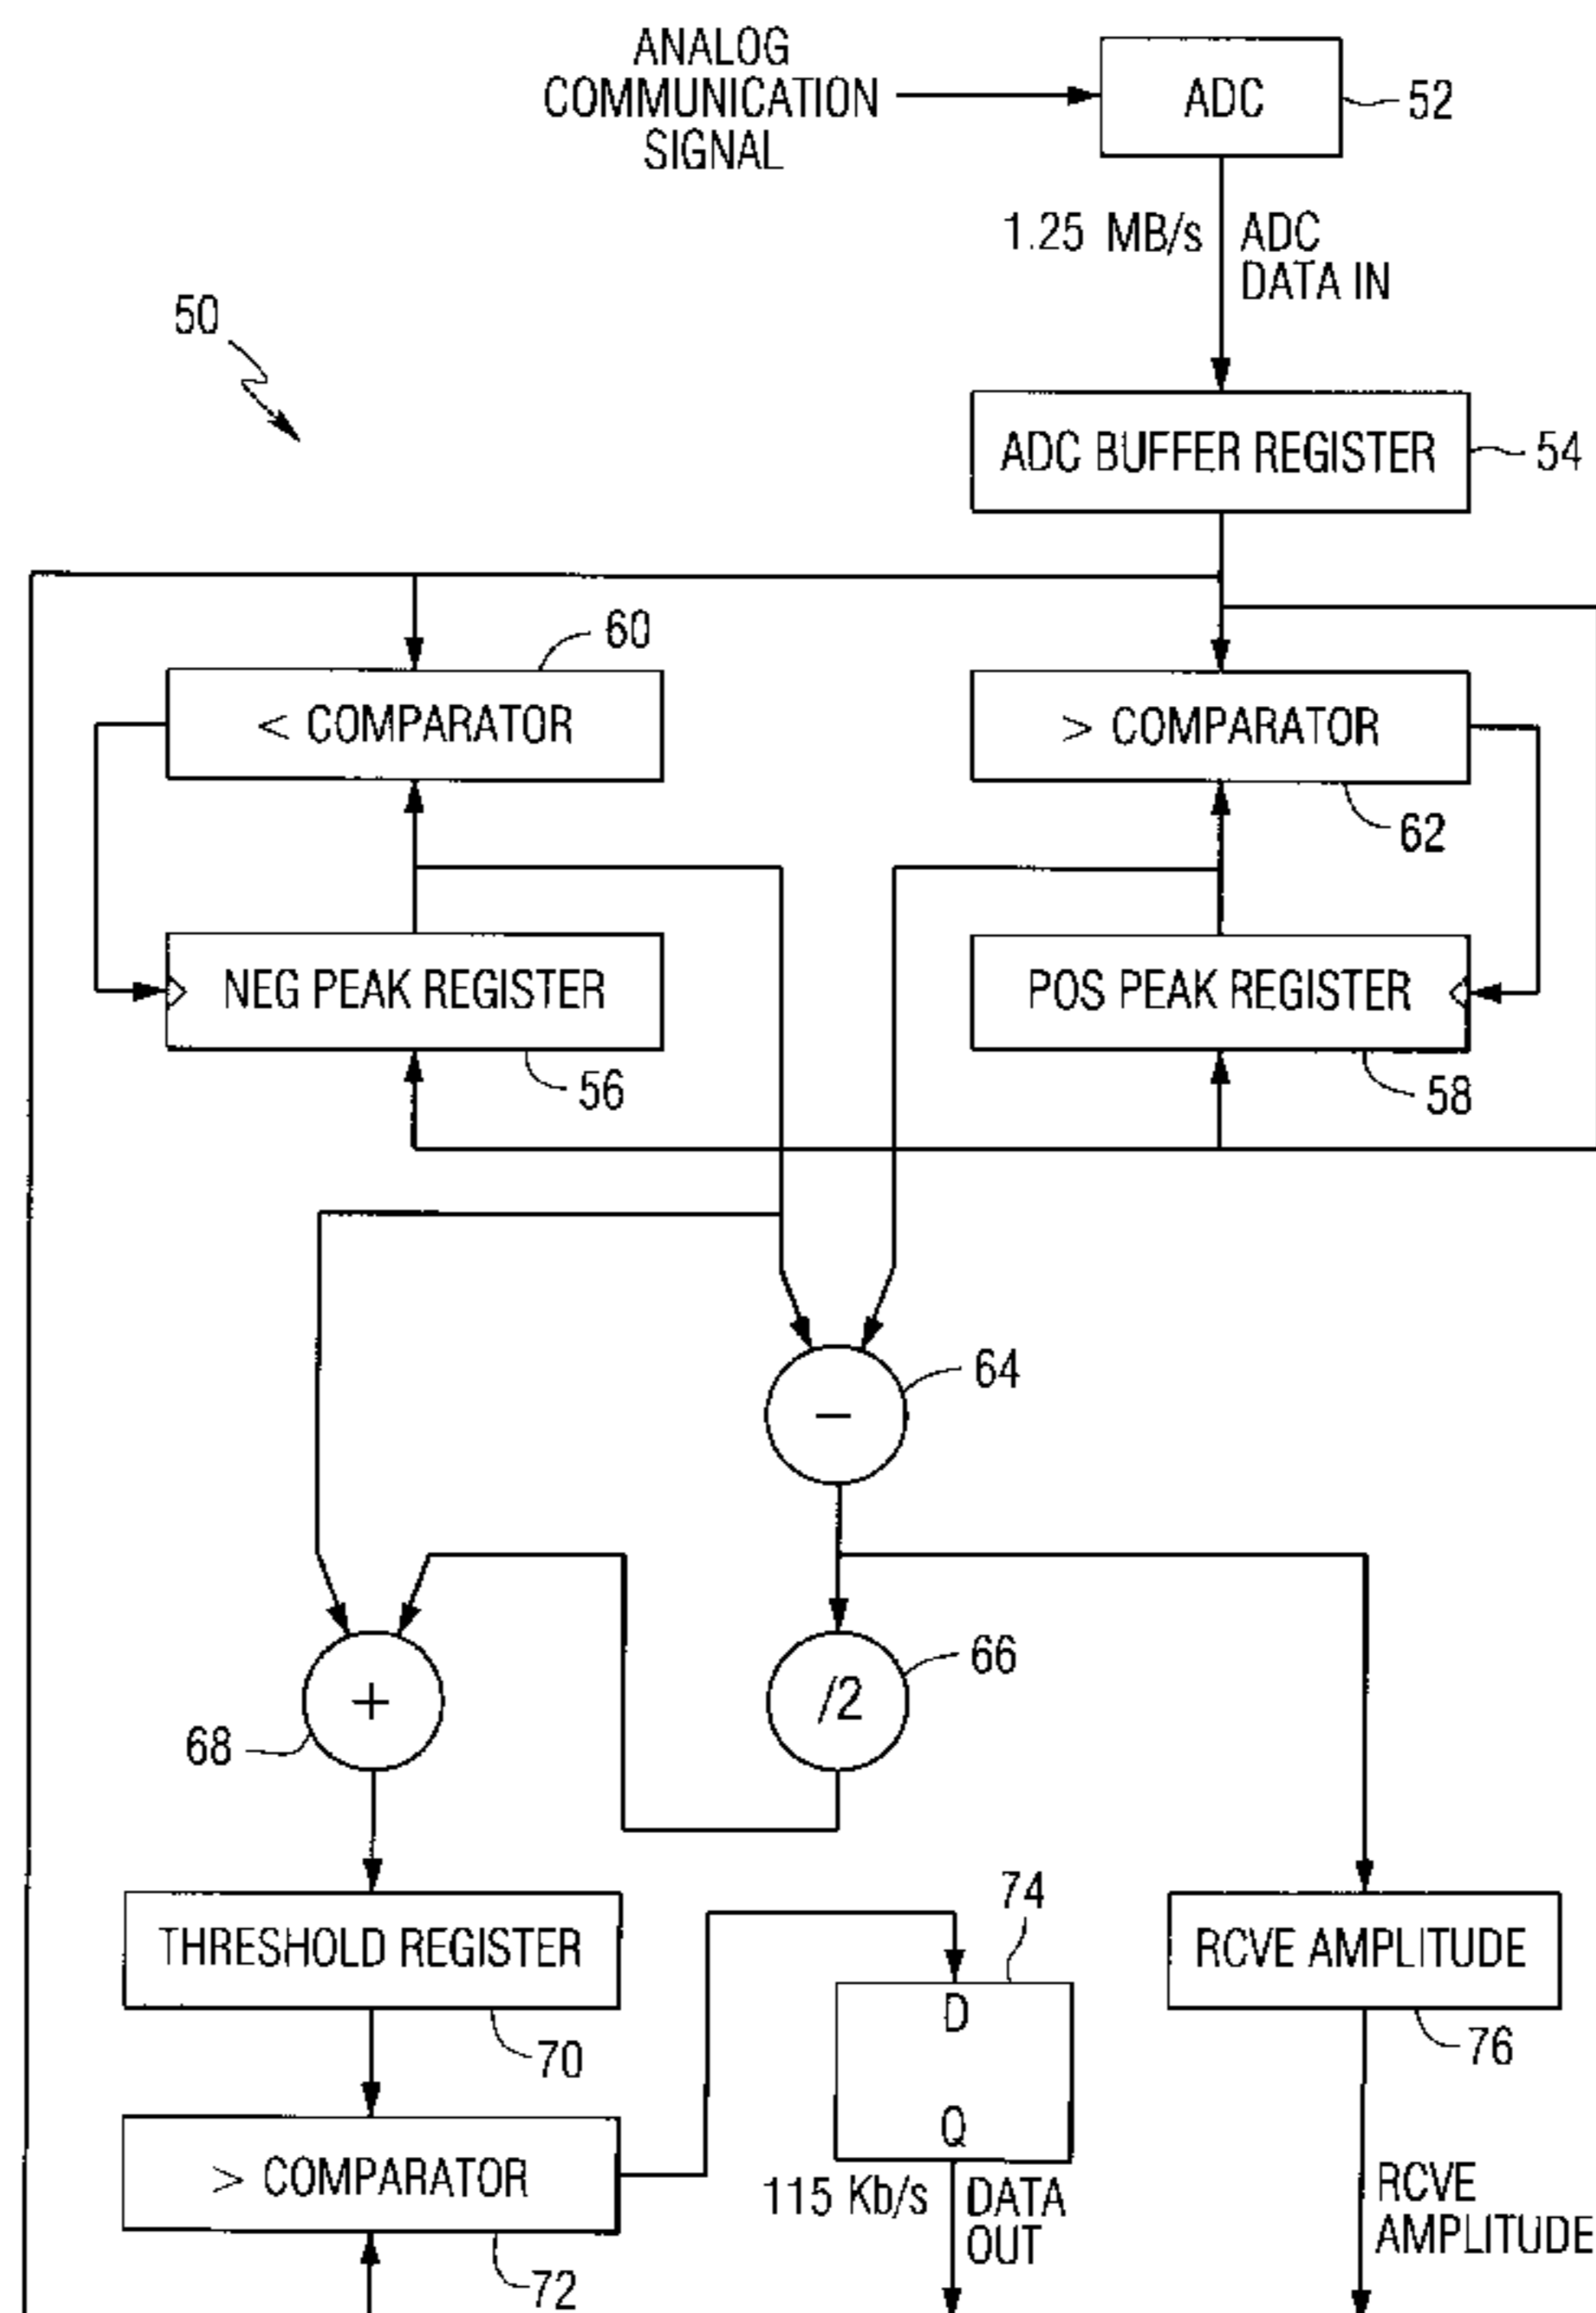 ANALOG
COMMUNICATION
SIGNAL
ADC
52
1.25 MB/s
ADC
DATA IN
50
ADC BUFFER REGISTER
54
60
< COMPARATOR
> COMPARATOR
62
NEG PEAK REGISTER
POS PEAK REGISTER
56
58
64
−
66
+
/2
68
74
THRESHOLD REGISTER
RCVE AMPLITUDE
D
70
76
Q
> COMPARATOR
115 Kb/s
DATA
OUT
RCVE
AMPLITUDE
72